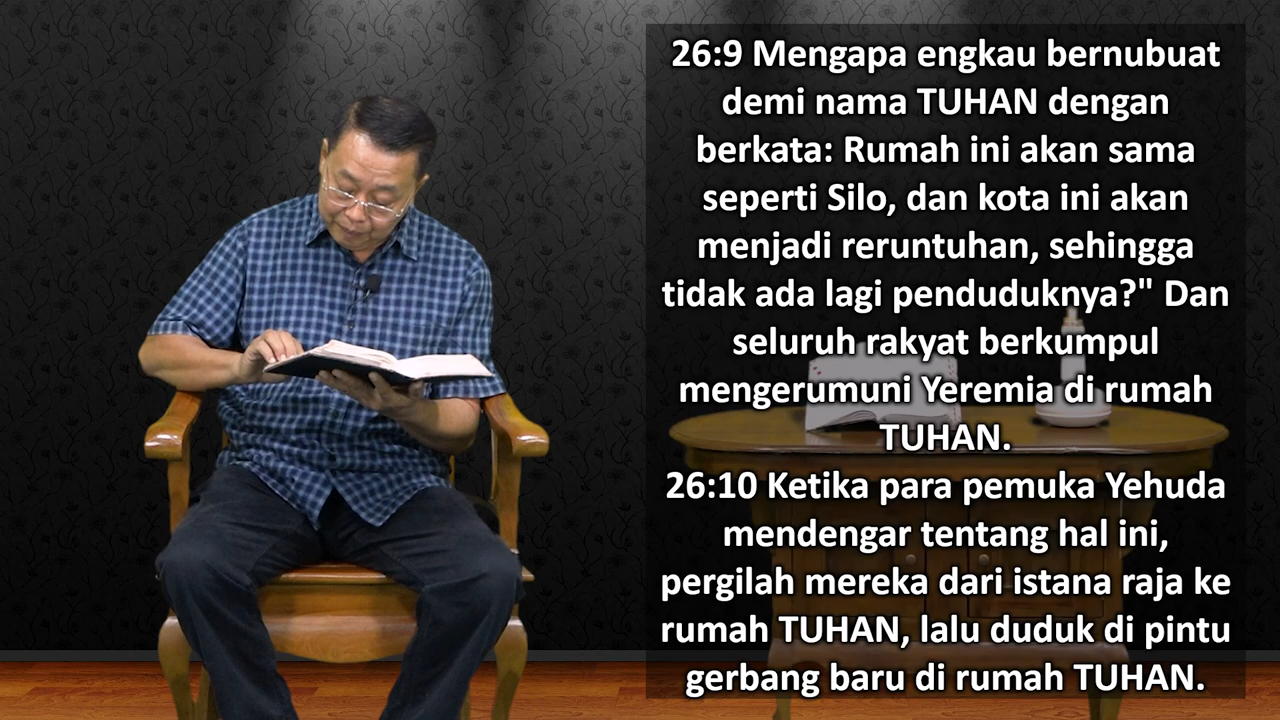 26:9 Mengapa engkau bernubuat
demi nama TUHAN dengan
berkata: Rumah ini akan sama
seperti Silo, dan kota ini akan
menjadi reruntuhan, sehingga
tidak ada lagi penduduknya?" Dan
seluruh rakyat berkumpul
mengerumuni Yeremia di rumah
TUHAN.
26:10 Ketika para pemuka Yehuda
mendengar tentang hal ini,
pergilah mereka dari istana raja ke
rumah TUHAN, lalu duduk di pintu
gerbang baru di rumah TUHAN.